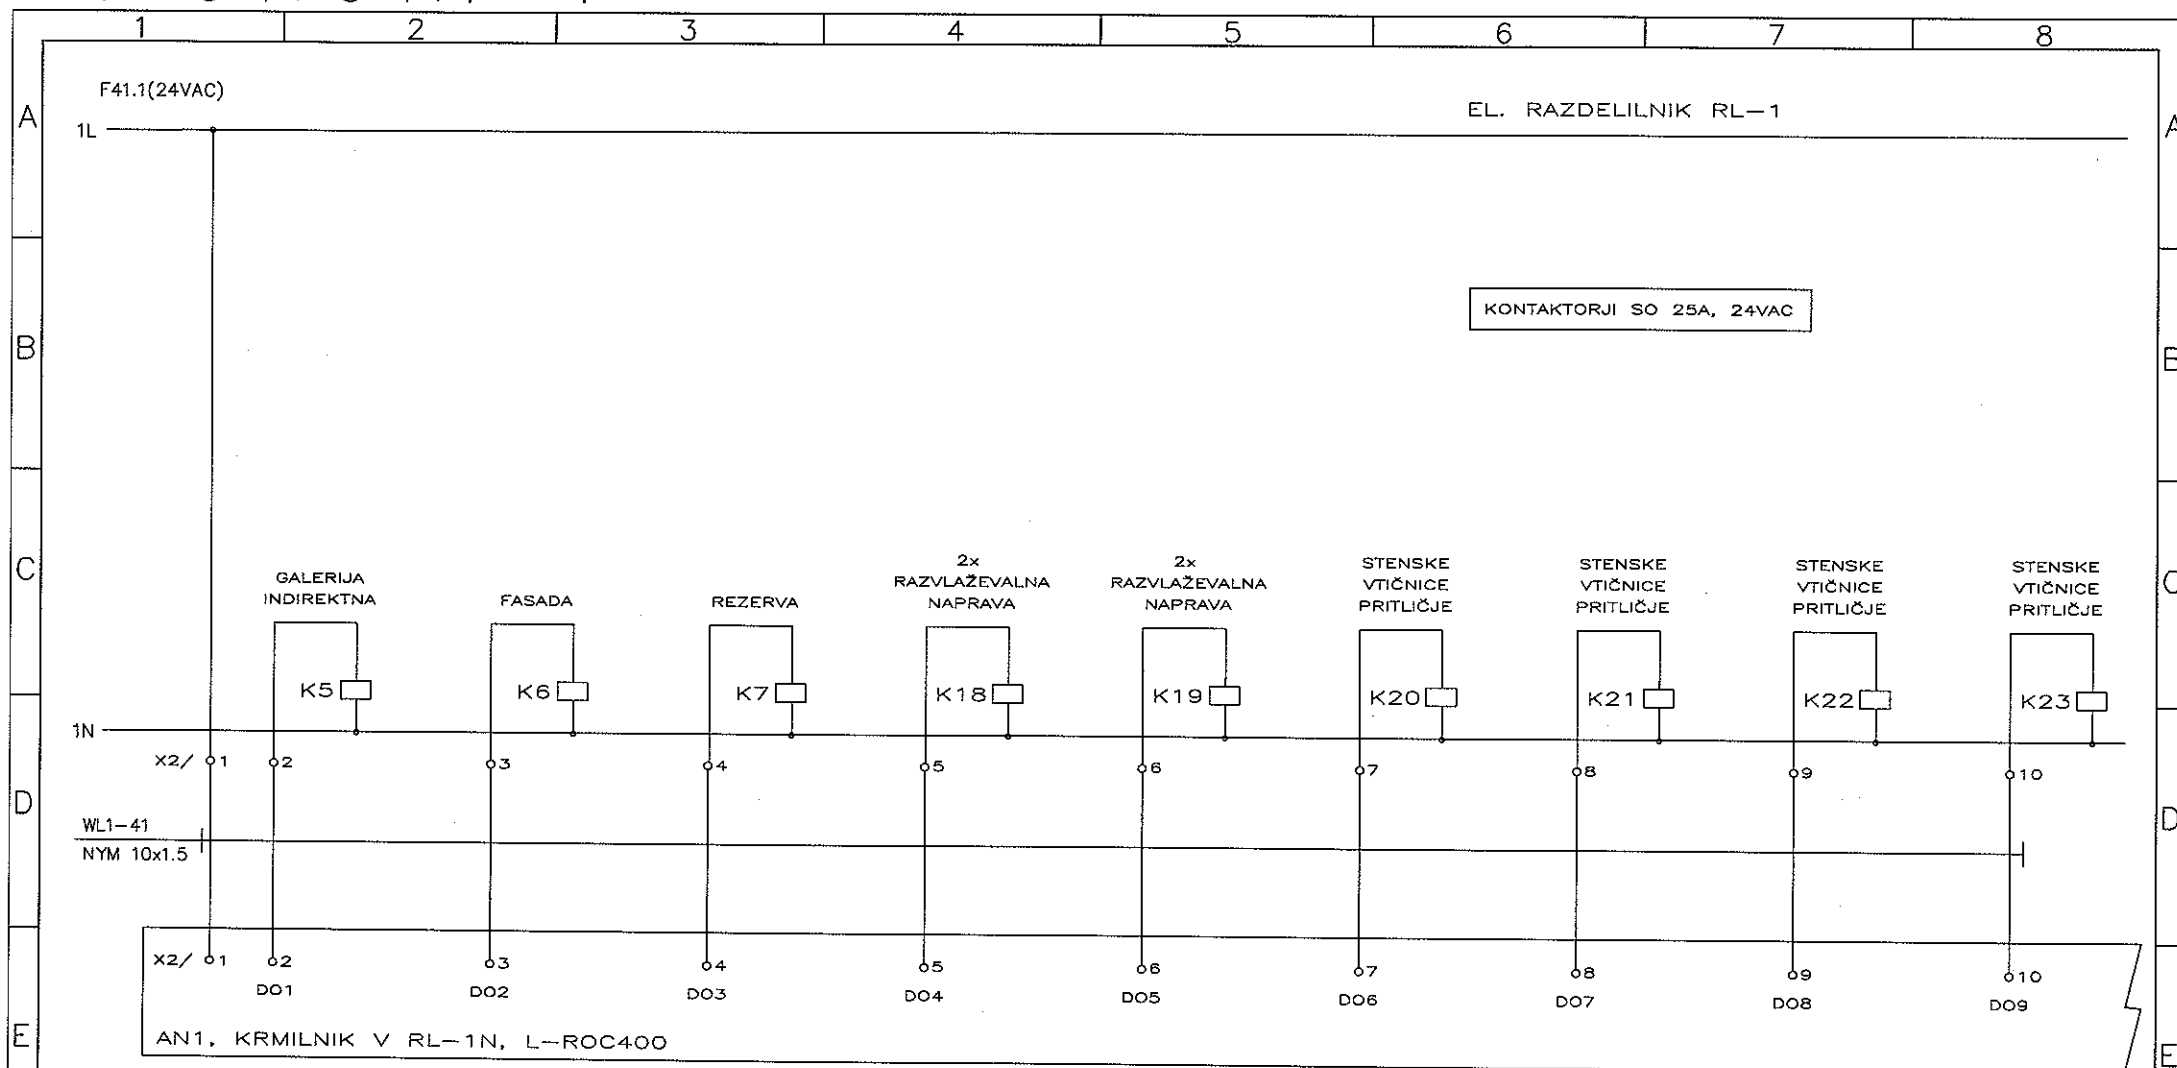 1 2 3 4 5 6 7 8
F41.1(24VAC)
A
EL. RAZDELILNIK RL-1
A
1L
KONTAKTORJI SO 25A, 24VAC
B
B
C
C
GALERIJA
INDIREKTNA
FASADA
REZERVA
2x
RAZVLAŽEVALNA
NAPRAVA
2x
RAZVLAŽEVALNA
NAPRAVA
STENSKE
VTIČNICE
PRITLIČJE
STENSKE
VTIČNICE
PRITLIČJE
STENSKE
VTIČNICE
PRITLIČJE
STENSKE
VTIČNICE
PRITLIČJE
K5 K6 K7 K18 K19 K20 K21 K22 K23
1N
X2/ 1 2 3 4 5 6 7 8 9 10
D
D
WL1-41
NYM 10x1.5
X2/ 1 2 3 4 5 6 7 8 9 10
DO1 DO2 DO3 DO4 DO5 DO6 DO7 DO8 DO9
E
AN1, KRMILNIK V RL-1N, L-ROC400
E